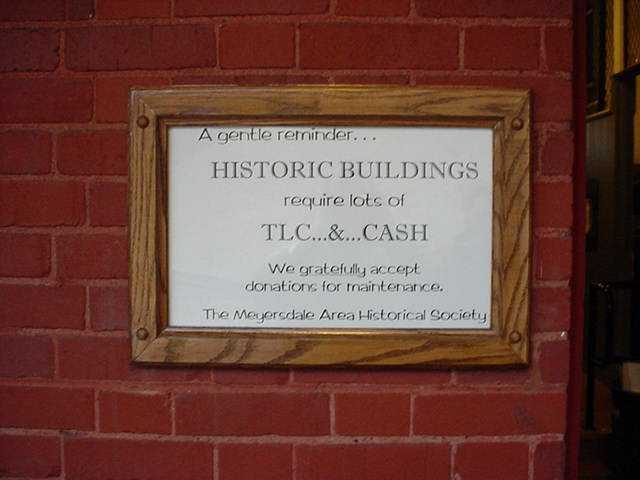 A gentle reminder...
HISTORIC BUILDINGS
require lots of
TLC...&...CASH
We gratefully accept
donations for maintenance.
The Meyersdale Area Historical Society